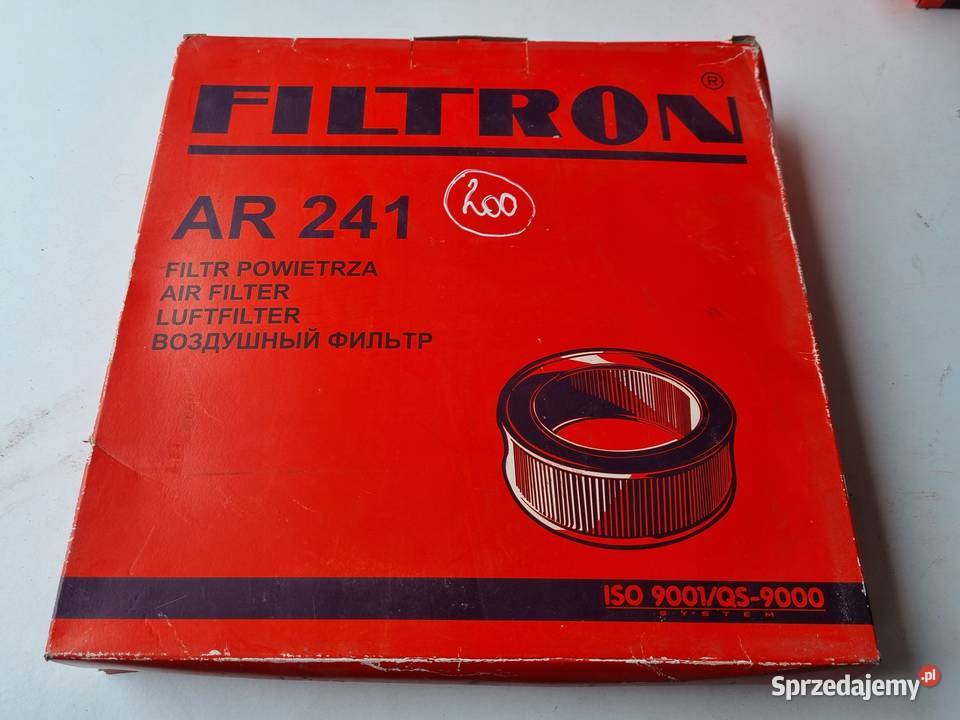 FILTRON®
AR 241
200
FILTR POWIETRZA
AIR FILTER
LUFTFILTER
ВОЗДУШНЫЙ ФИЛЬТР
ISO 9001/QS-9000
SYSTEM
Sprzedajemy.pl